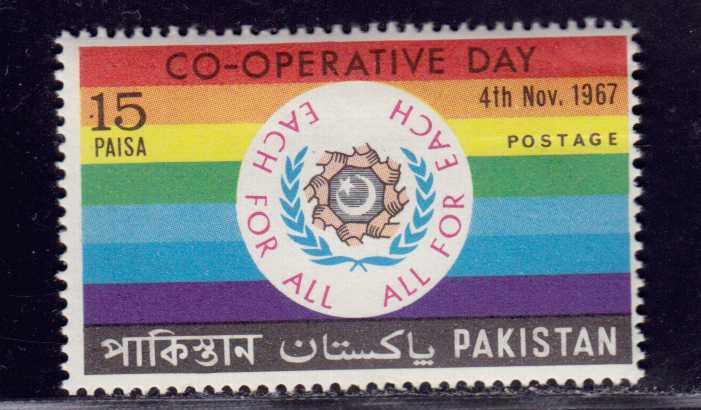 CO-OPERATIVE DAY
15
PAISA
4th Nov. 1967
POSTAGE
EACH FOR ALL ALL FOR EACH
পাকিস্তান پاکستان PAKISTAN